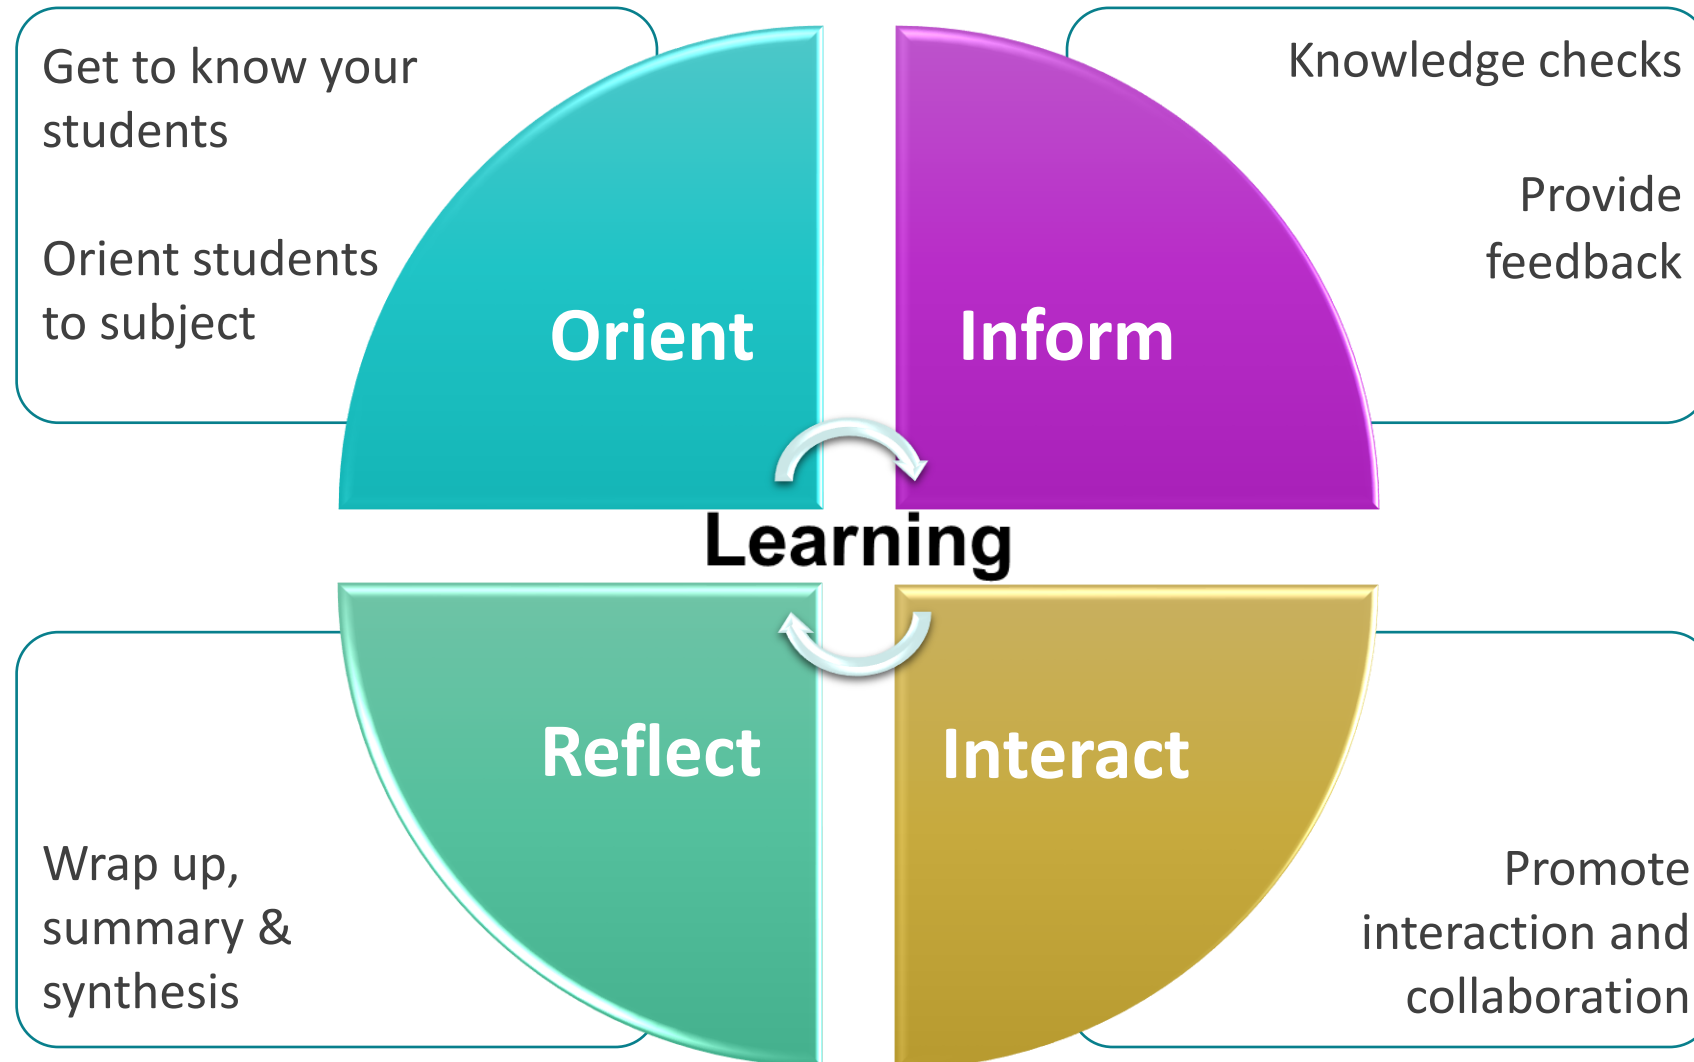 Get to know your
students
Orient students
to subject
Orient
Knowledge checks
Provide
feedback
Inform
Learning
Reflect
Wrap up,
summary &
synthesis
Interact
Promote
interaction and
collaboration